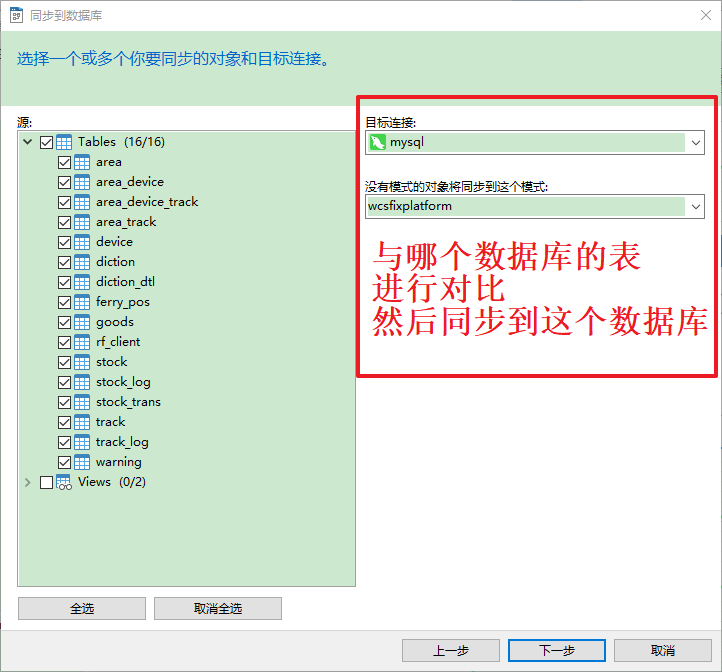 同步到数据库
选择一个或多个你要同步的对象和目标连接。
源:
Tables (16/16)
area
area_device
area_device_track
area_track
device
diction
diction_dtl
ferry_pos
goods
rf_client
stock
stock_log
stock_trans
track
track_log
warning
Views (0/2)
目标连接:
mysql
没有模式的对象将同步到这个模式:
wcsfixplatform
与哪个数据库的表
进行对比
然后同步到这个数据库
全选
取消全选
上一步
下一步
取消